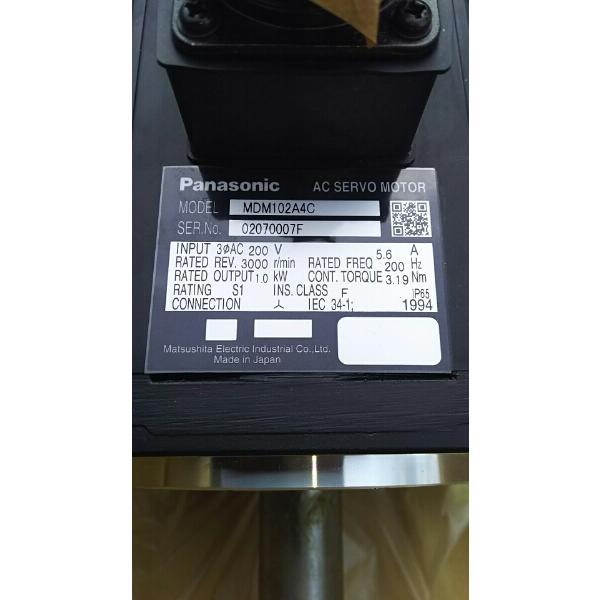 Panasonic AC SERVO MOTOR
MODEL MDM102A4C
SER.No. 02070007F
INPUT 3ϕAC 200 V 5.6 A
RATED REV. 3000 r/min RATED FREQ 200 Hz
RATED OUTPUT 1.0 kW CONT. TORQUE 3.19 Nm
RATING S1 INS. CLASS F IP65
CONNECTION ⅄ IEC 34-1; 1994
Matsushita Electric Industrial Co.,Ltd.
Made in Japan